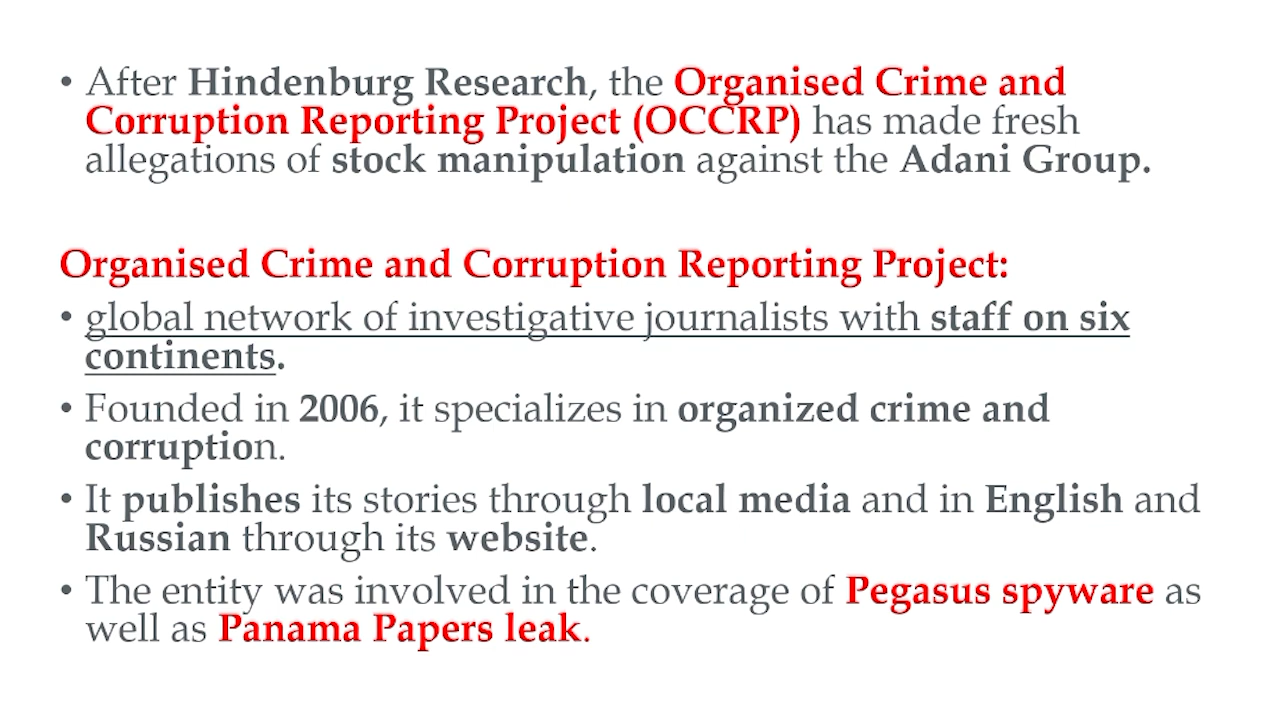 • After Hindenburg Research, the Organised Crime and
Corruption Reporting Project (OCCRP) has made fresh
allegations of stock manipulation against the Adani Group.
Organised Crime and Corruption Reporting Project:
• global network of investigative journalists with staff on six
continents.
• Founded in 2006, it specializes in organized crime and
corruption.
• It publishes its stories through local media and in English and
Russian through its website.
• The entity was involved in the coverage of Pegasus spyware as
well as Panama Papers leak.